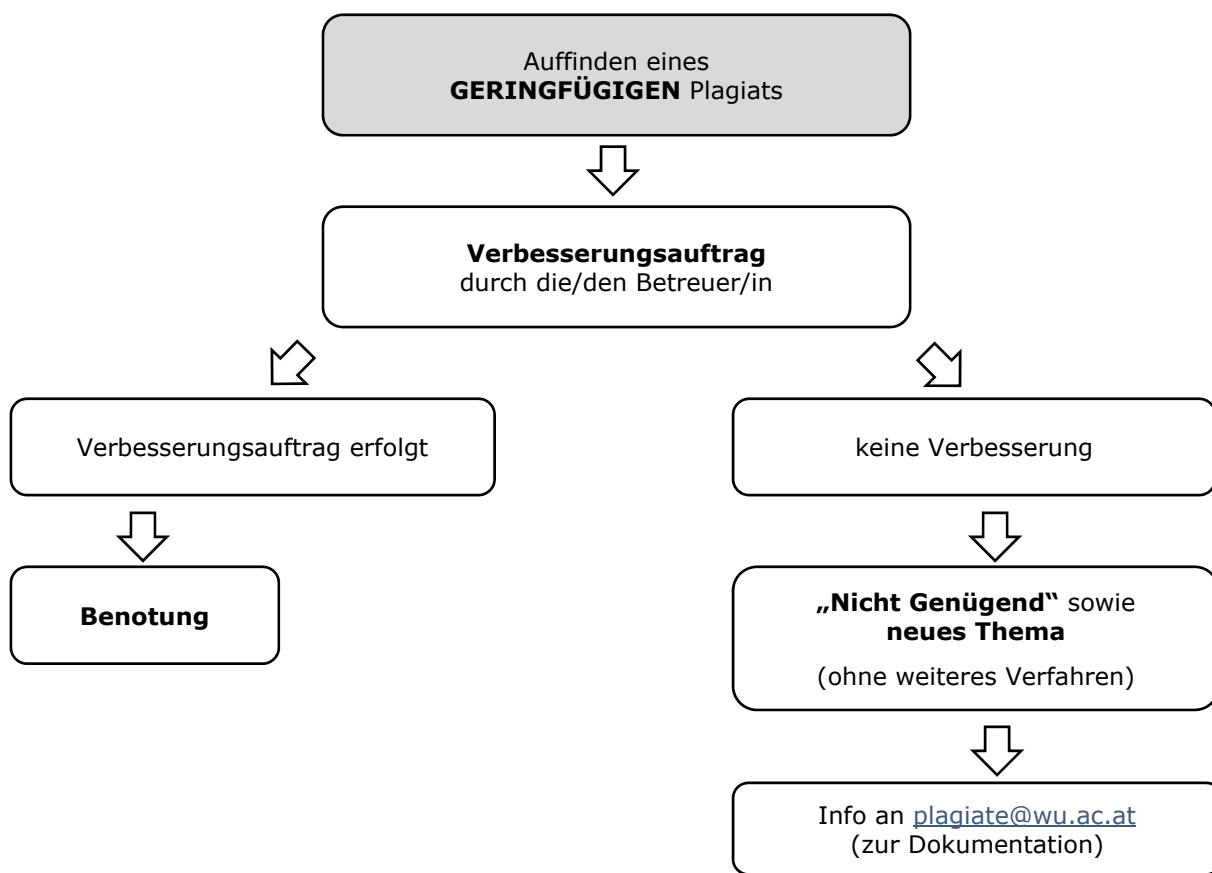 Auffinden eines
GERINGFÜGIGEN Plagiats
Verbesserungsauftrag
durch die/den Betreuer/in
Verbesserungsauftrag erfolgt
keine Verbesserung
Benotung
„Nicht Genügend“ sowie
neues Thema
(ohne weiteres Verfahren)
Info an plagiate@wu.ac.at
(zur Dokumentation)